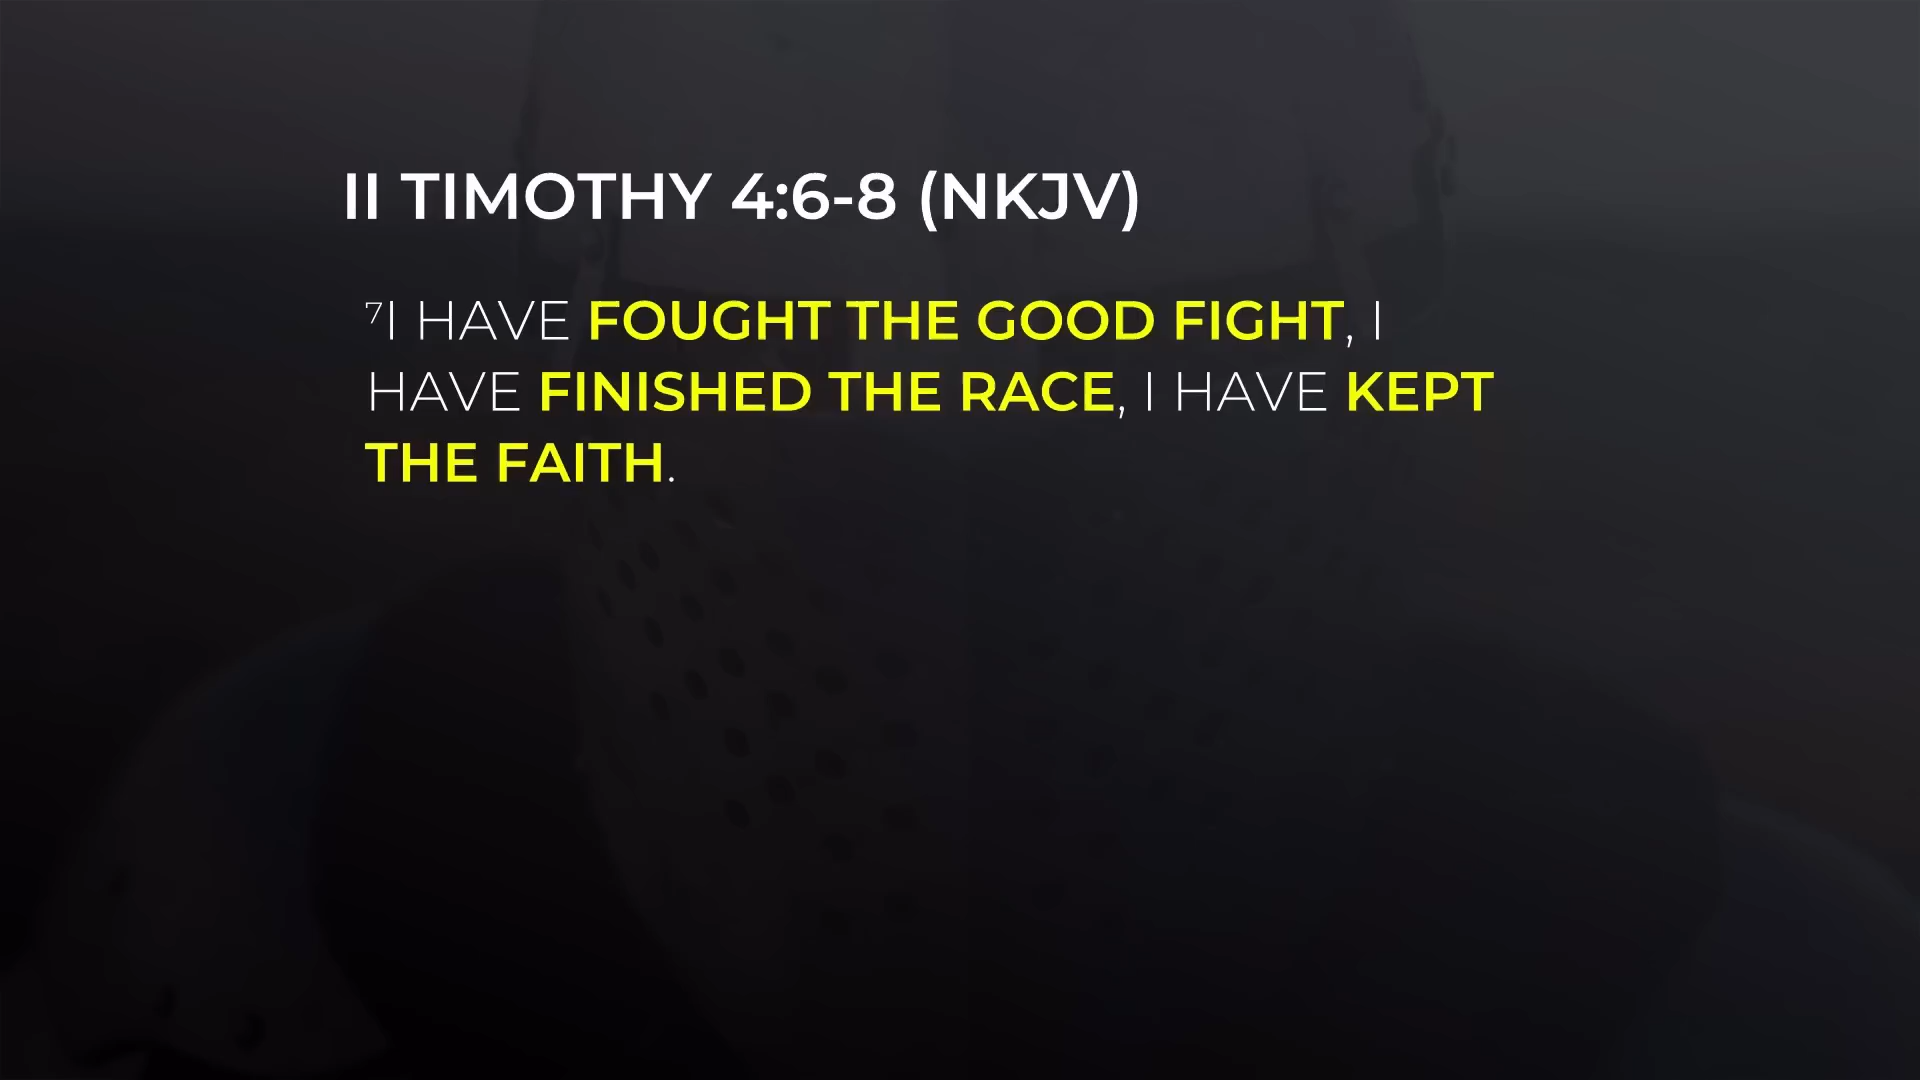 II TIMOTHY 4:6-8 (NKJV)
⁷I HAVE FOUGHT THE GOOD FIGHT, I
HAVE FINISHED THE RACE, I HAVE KEPT
THE FAITH.